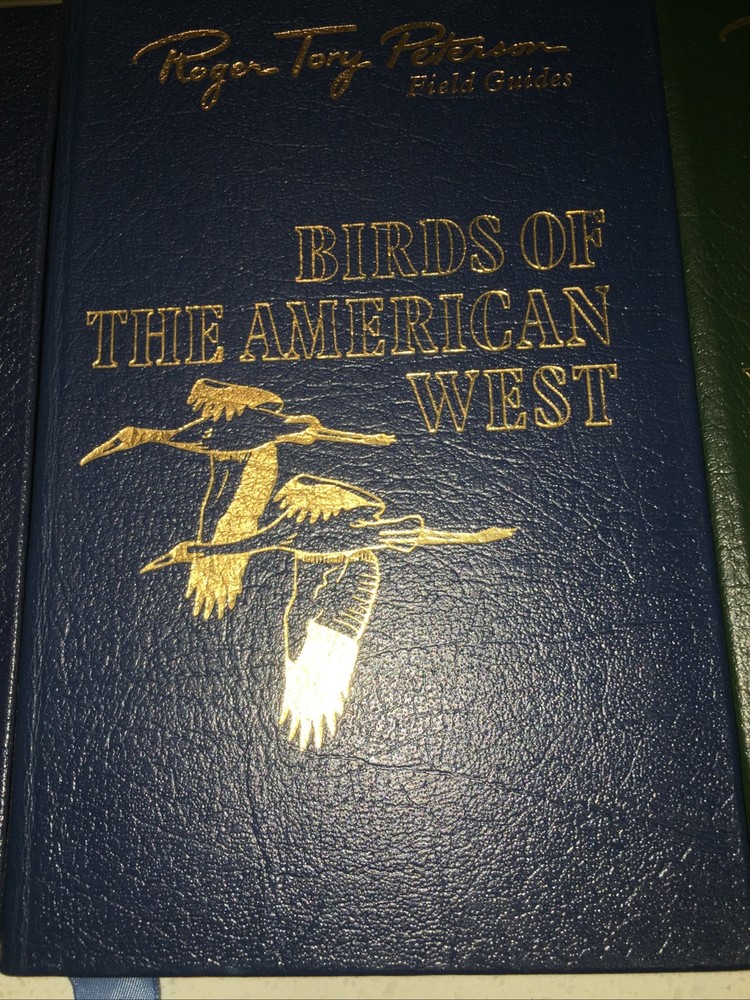 Roger Tory Peterson
Field Guides
BIRDS OF
THE AMERICAN
WEST